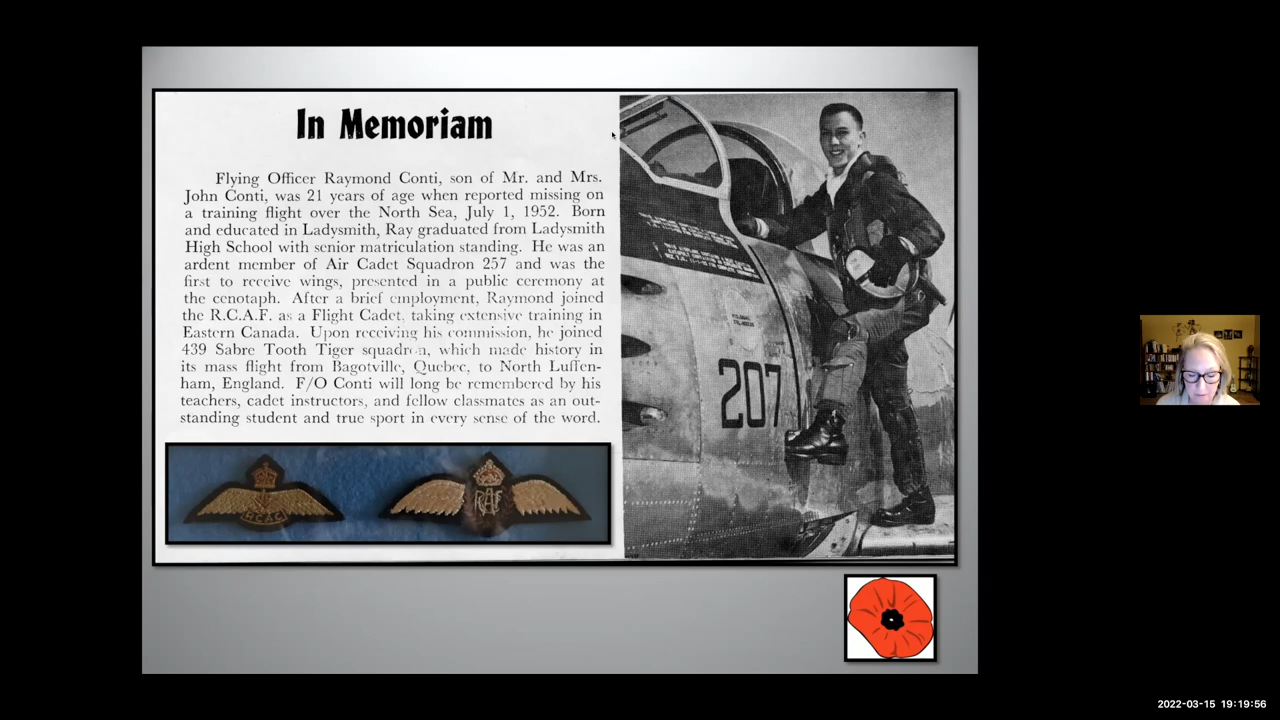 In Memoriam
Flying Officer Raymond Conti, son of Mr. and Mrs.
John Conti, was 21 years of age when reported missing on
a training flight over the North Sea, July 1, 1952. Born
and educated in Ladysmith, Ray graduated from Ladysmith
High School with senior matriculation standing. He was an
ardent member of Air Cadet Squadron 257 and was the
first to receive wings, presented in a public ceremony at
the cenotaph. After a brief employment, Raymond joined
the R.C.A.F. as a Flight Cadet, taking extensive training in
Eastern Canada. Upon receiving his commission, he joined
439 Sabre Tooth Tiger squadron, which made history in
its mass flight from Bagotville, Quebec, to North Luffen-
ham, England. F/O Conti will long be remembered by his
teachers, cadet instructors, and fellow classmates as an out-
standing student and true sport in every sense of the word.
207
2022-03-15 19:19:56